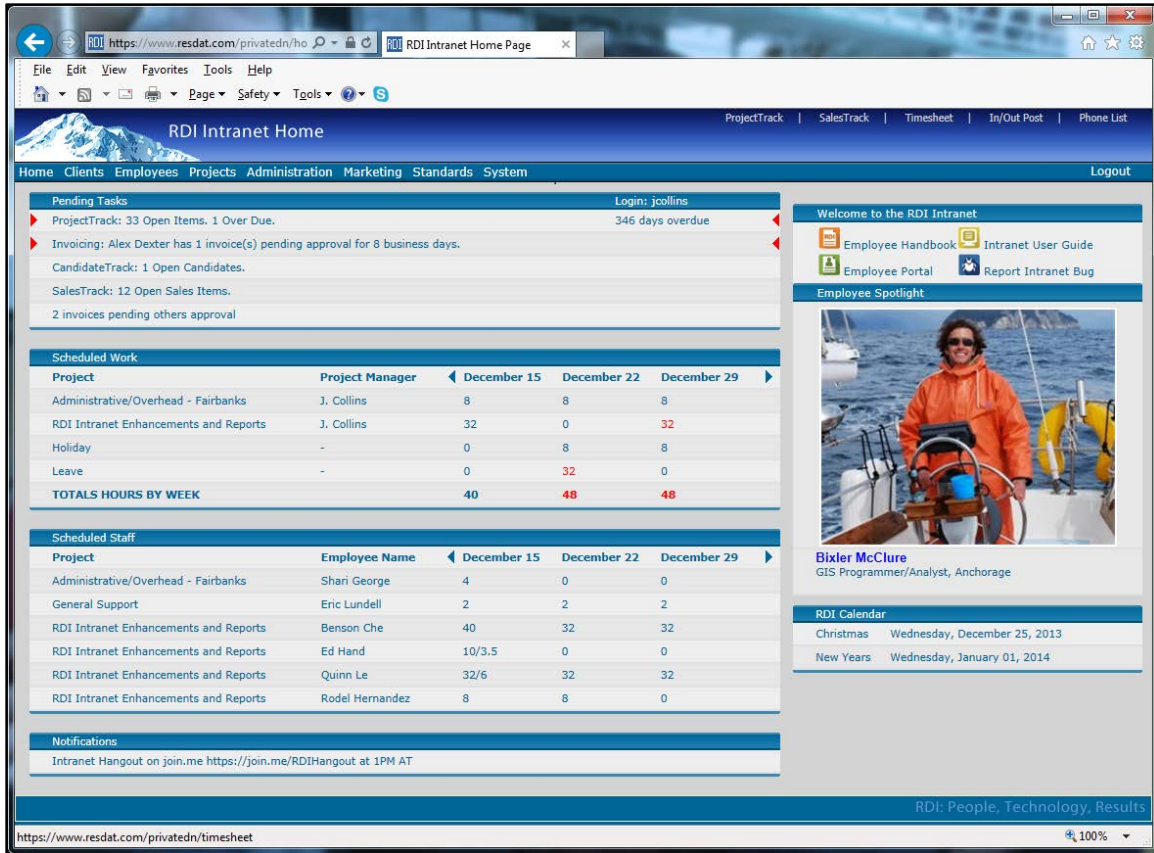 https://www.resdat.com/privatedn/ho
RDI Intranet Home Page
File Edit View Favorites Tools Help
Page Safety Tools
RDI Intranet Home
ProjectTrack | SalesTrack | Timesheet | In/Out Post | Phone List
Home Clients Employees Projects Administration Marketing Standards System Logout
Pending Tasks Login: jcollins
ProjectTrack: 33 Open Items. 1 Over Due. 346 days overdue
Invoicing: Alex Dexter has 1 invoice(s) pending approval for 8 business days.
CandidateTrack: 1 Open Candidates.
SalesTrack: 12 Open Sales Items.
2 invoices pending others approval
Scheduled Work
Project Project Manager December 15 December 22 December 29
Administrative/Overhead - Fairbanks J. Collins 8 8 8
RDI Intranet Enhancements and Reports J. Collins 32 0 32
Holiday - 0 8 8
Leave - 0 32 0
TOTALS HOURS BY WEEK 40 48 48
Scheduled Staff
Project Employee Name December 15 December 22 December 29
Administrative/Overhead - Fairbanks Shari George 4 0 0
General Support Eric Lundell 2 2 2
RDI Intranet Enhancements and Reports Benson Che 40 32 32
RDI Intranet Enhancements and Reports Ed Hand 10/3.5 0 0
RDI Intranet Enhancements and Reports Quinn Le 32/6 32 32
RDI Intranet Enhancements and Reports Rodel Hernandez 8 8 0
Notifications
Intranet Hangout on join.me https://join.me/RDIHangout at 1PM AT
Welcome to the RDI Intranet
Employee Handbook Intranet User Guide
Employee Portal Report Intranet Bug
Employee Spotlight
Bixler McClure
GIS Programmer/Analyst, Anchorage
RDI Calendar
Christmas Wednesday, December 25, 2013
New Years Wednesday, January 01, 2014
RDI: People, Technology, Results
https://www.resdat.com/privatedn/timesheet
100%